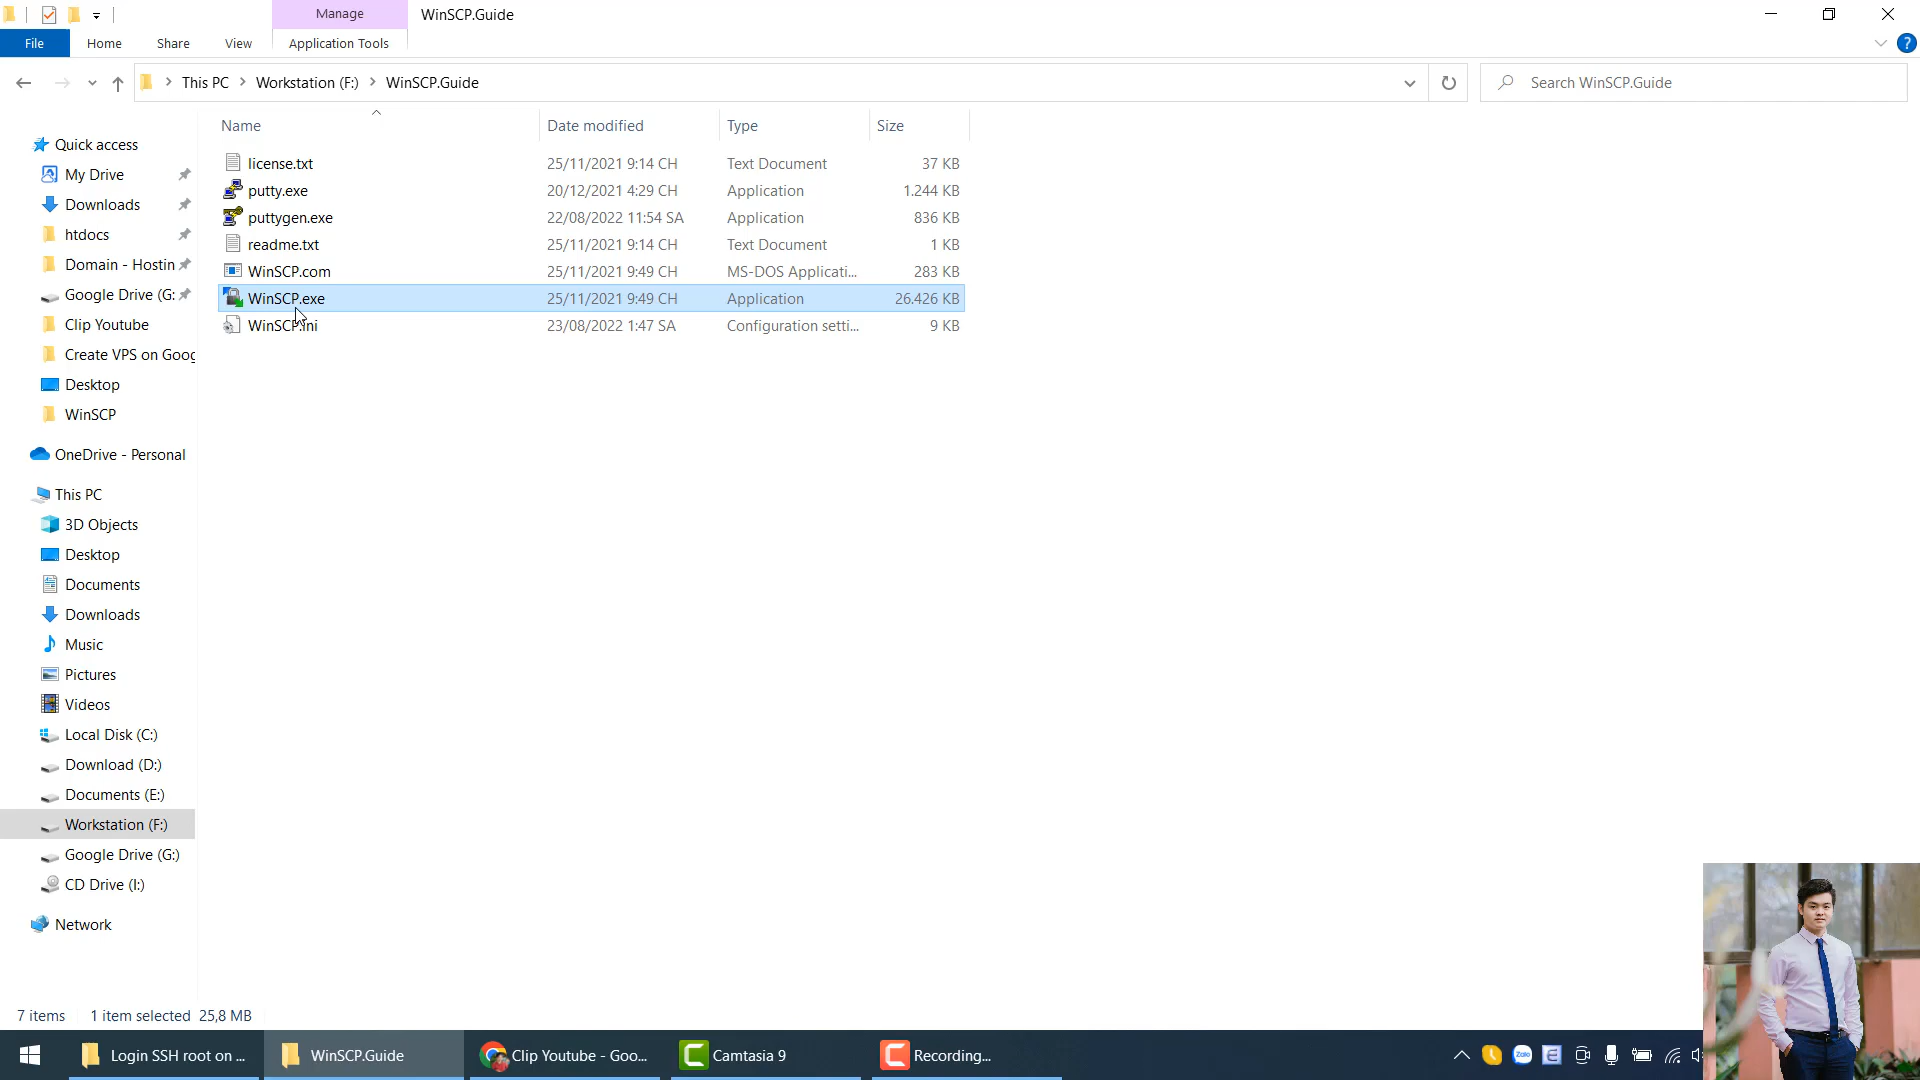 Manage
WinSCP.Guide
File
Home
Share
View
Application Tools
This PC
Workstation (F:)
WinSCP.Guide
Search WinSCP.Guide
Name
Date modified
Type
Size
license.txt 25/11/2021 9:14 CH Text Document 37 KB
putty.exe 20/12/2021 4:29 CH Application 1.244 KB
puttygen.exe 22/08/2022 11:54 SA Application 836 KB
readme.txt 25/11/2021 9:14 CH Text Document 1 KB
WinSCP.com 25/11/2021 9:49 CH MS-DOS Applicati... 283 KB
WinSCP.exe 25/11/2021 9:49 CH Application 26.426 KB
WinSCP.ini 23/08/2022 1:47 SA Configuration setti... 9 KB
Quick access
My Drive
Downloads
htdocs
Domain - Hostin
Google Drive (G:
Clip Youtube
Create VPS on Goog
Desktop
WinSCP
OneDrive - Personal
This PC
3D Objects
Desktop
Documents
Downloads
Music
Pictures
Videos
Local Disk (C:)
Download (D:)
Documents (E:)
Workstation (F:)
Google Drive (G:)
CD Drive (I:)
Network
7 items 1 item selected 25,8 MB
Login SSH root on ...
WinSCP.Guide
Clip Youtube - Goo...
Camtasia 9
Recording...
Zalo
E